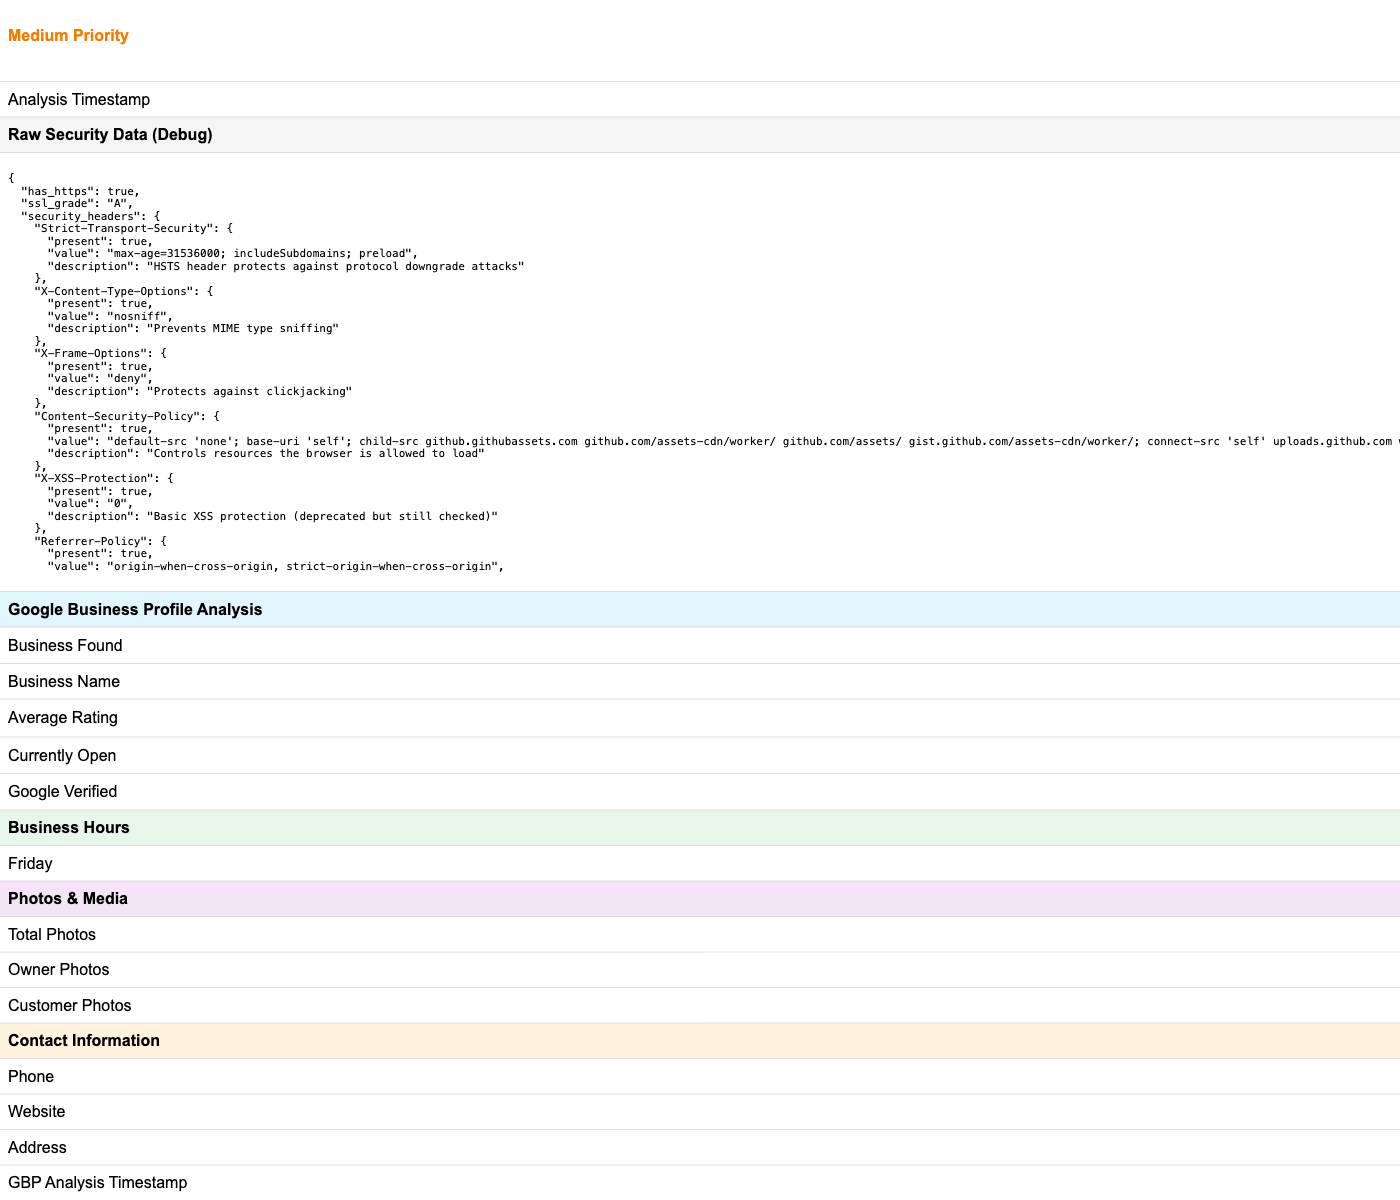 Medium Priority
Analysis Timestamp
Raw Security Data (Debug)
{
  "has_https": true,
  "ssl_grade": "A",
  "security_headers": {
    "Strict-Transport-Security": {
      "present": true,
      "value": "max-age=31536000; includeSubdomains; preload",
      "description": "HSTS header protects against protocol downgrade attacks"
    },
    "X-Content-Type-Options": {
      "present": true,
      "value": "nosniff",
      "description": "Prevents MIME type sniffing"
    },
    "X-Frame-Options": {
      "present": true,
      "value": "deny",
      "description": "Protects against clickjacking"
    },
    "Content-Security-Policy": {
      "present": true,
      "value": "default-src 'none'; base-uri 'self'; child-src github.githubassets.com github.com/assets-cdn/worker/ github.com/assets/ gist.github.com/assets-cdn/worker/; connect-src 'self' uploads.github.com
      "description": "Controls resources the browser is allowed to load"
    },
    "X-XSS-Protection": {
      "present": true,
      "value": "0",
      "description": "Basic XSS protection (deprecated but still checked)"
    },
    "Referrer-Policy": {
      "present": true,
      "value": "origin-when-cross-origin, strict-origin-when-cross-origin",
Google Business Profile Analysis
Business Found
Business Name
Average Rating
Currently Open
Google Verified
Business Hours
Friday
Photos & Media
Total Photos
Owner Photos
Customer Photos
Contact Information
Phone
Website
Address
GBP Analysis Timestamp